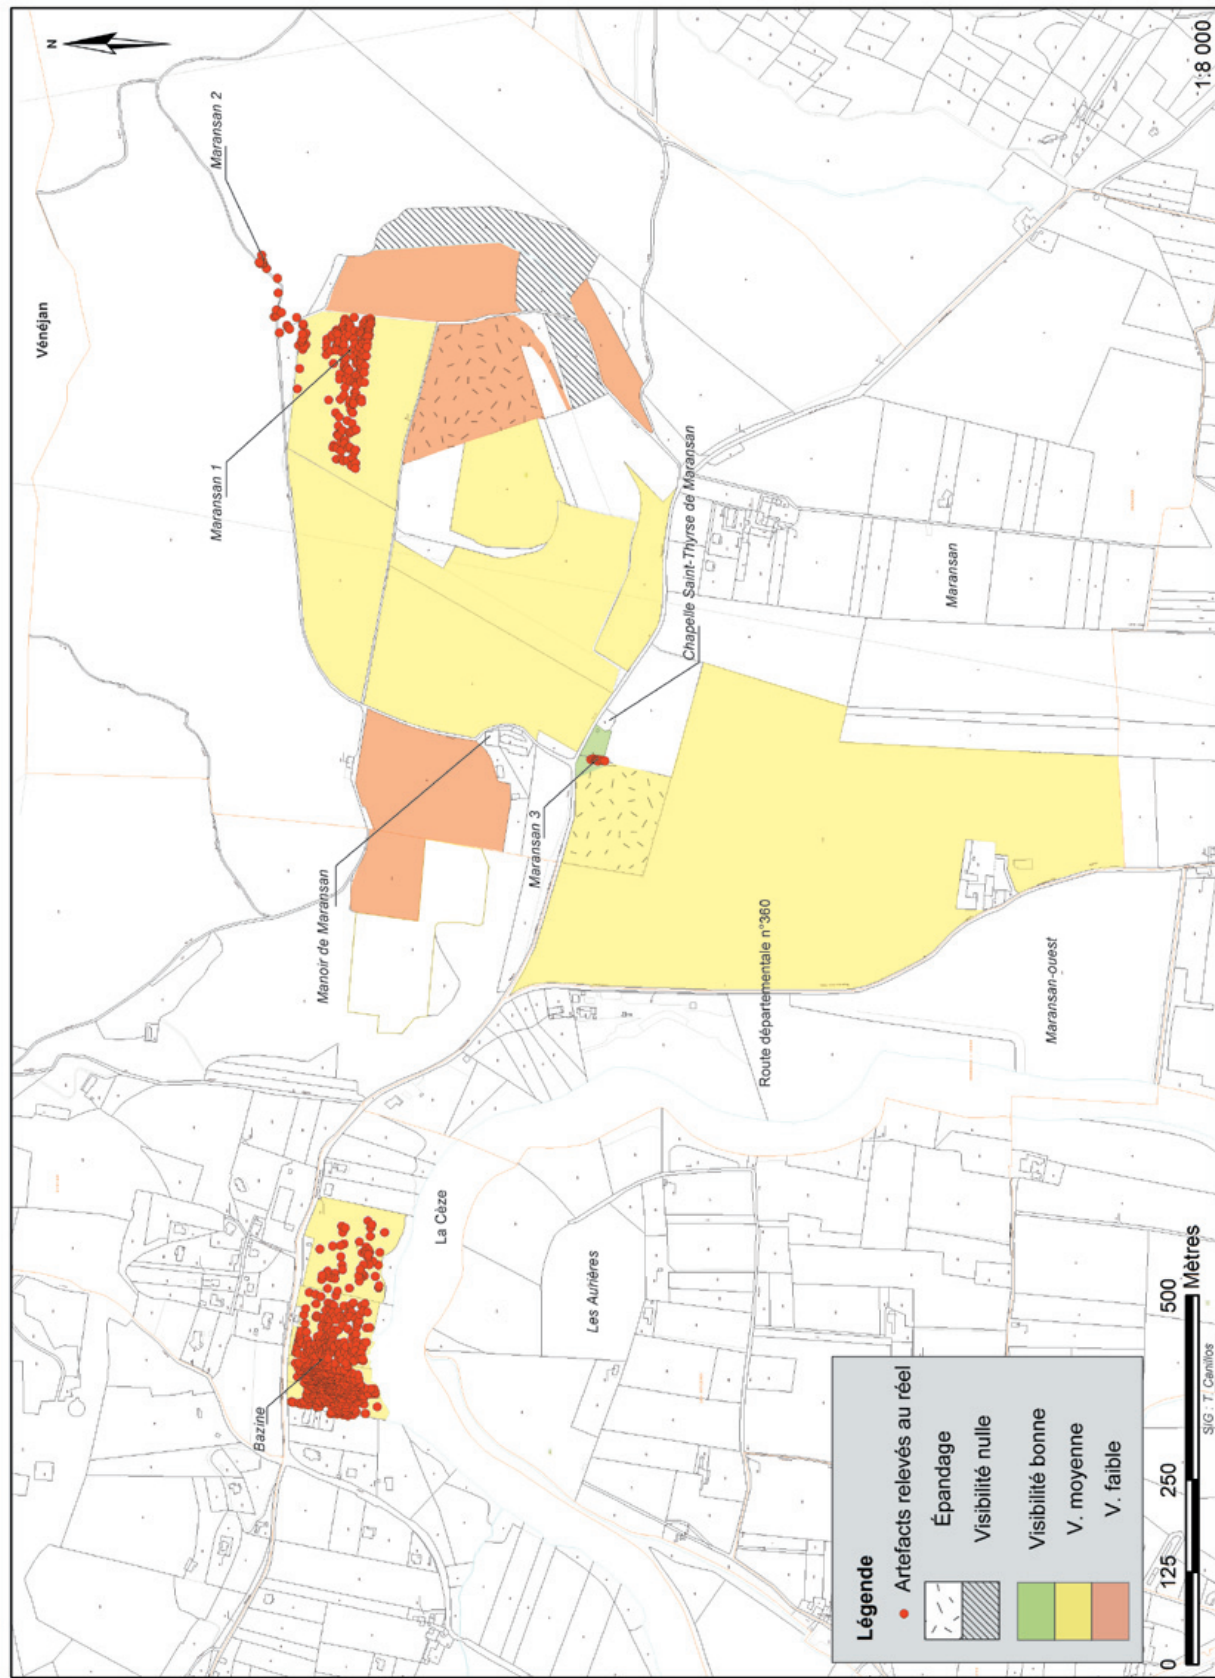 N
Vénéjan
Maransan 2
Maransan 1
Manoir de Maransan
Maransan 3
Chapelle Saint-Thyrse de Maransan
Bazine
La Cèze
Les Aurières
Route départementale n°360
Maransan
Maransan-ouest
Légende
Artefacts relevés au réel
Épandage
Visibilité nulle
Visibilité bonne
V. moyenne
V. faible
0 125 250 500
Mètres
SIG : T. Canillos
1:8 000